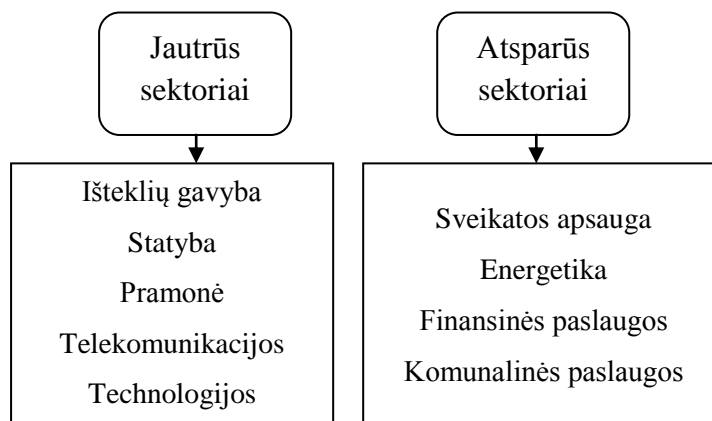 Jautrūs
sektoriai
Išteklių gavyba
Statyba
Pramonė
Telekomunikacijos
Technologijos
Atsparūs
sektoriai
Sveikatos apsauga
Energetika
Finansinės paslaugos
Komunalinės paslaugos